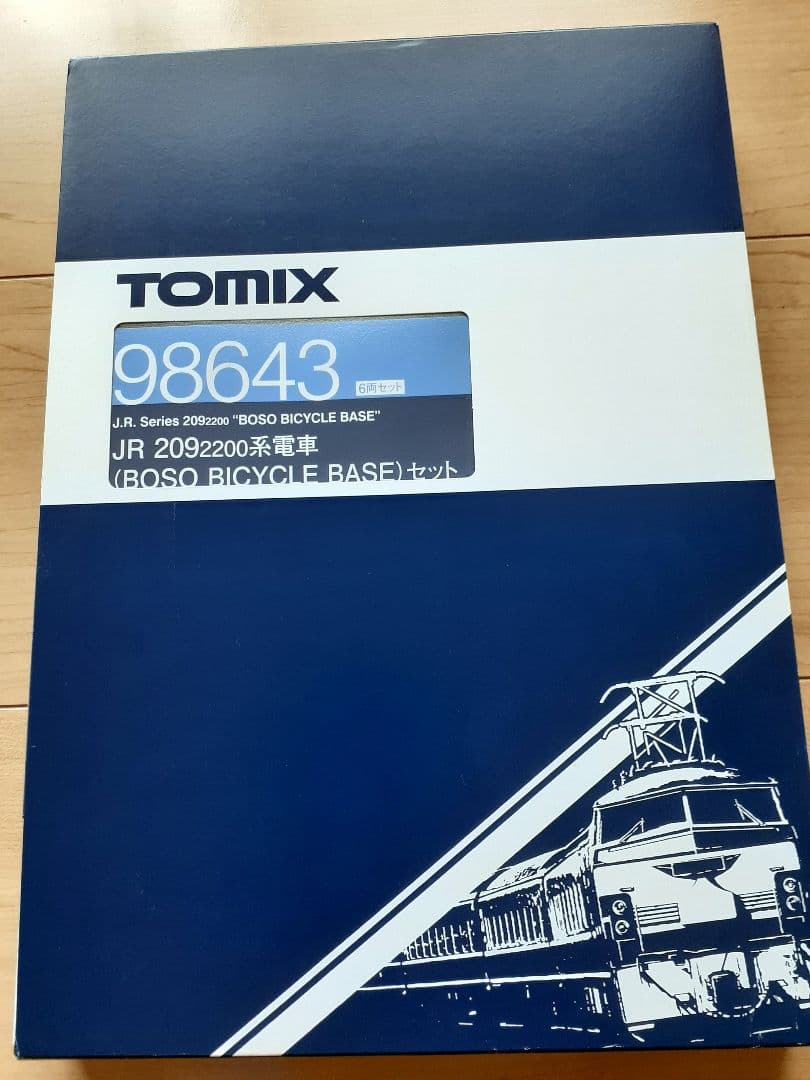 TOMIX
98643 6両セット
J.R. Series 2092200 "BOSO BICYCLE BASE"
JR 2092200系電車
(BOSO BICYCLE BASE)セット